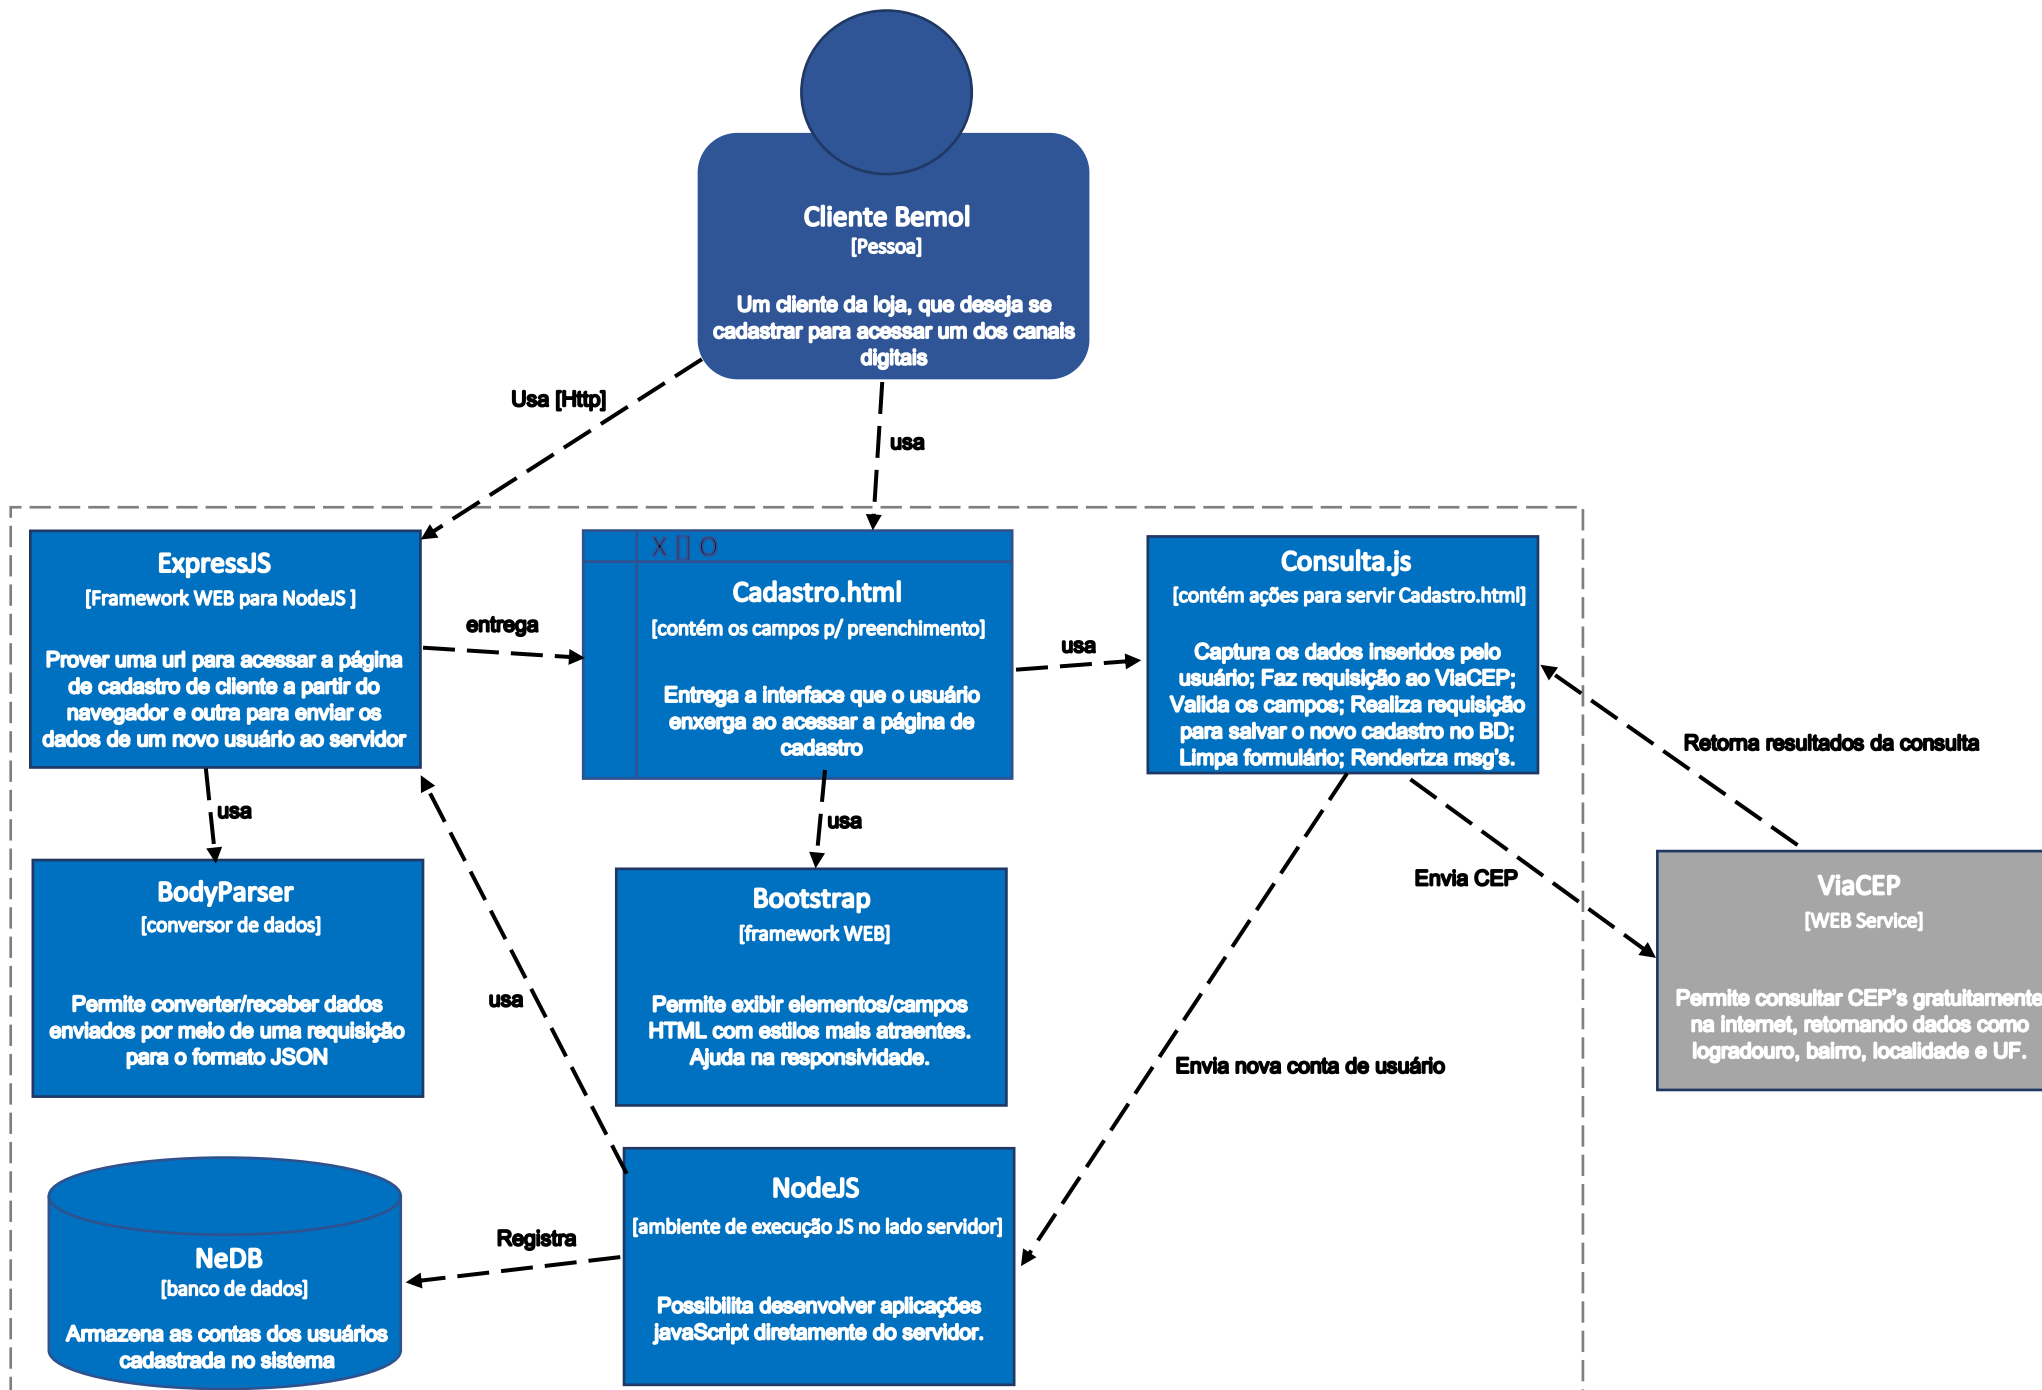 Cliente Bemol
[Pessoa]
Um cliente da loja, que deseja se
cadastrar para acessar um dos canais
digitais
Usa [Http]
usa
ExpressJS
[Framework WEB para NodeJS ]
Prover uma url para acessar a página
de cadastro de cliente a partir do
navegador e outra para enviar os
dados de um novo usuário ao servidor
entrega
X [] O
Cadastro.html
[contém os campos p/ preenchimento]
Entrega a interface que o usuário
enxerga ao acessar a página de
cadastro
usa
Consulta.js
[contém ações para servir Cadastro.html]
Captura os dados inseridos pelo
usuário; Faz requisição ao ViaCEP;
Valida os campos; Realiza requisição
para salvar o novo cadastro no BD;
Limpa formulário; Renderiza msg's.
Retorna resultados da consulta
usa
usa
Envia CEP
BodyParser
[conversor de dados]
Permite converter/receber dados
enviados por meio de uma requisição
para o formato JSON
usa
Bootstrap
[framework WEB]
Permite exibir elementos/campos
HTML com estilos mais atraentes.
Ajuda na responsividade.
Envia nova conta de usuário
ViaCEP
[WEB Service]
Permite consultar CEP's gratuitamente
na internet, retornando dados como
logradouro, bairro, localidade e UF.
NeDB
[banco de dados]
Armazena as contas dos usuários
cadastrada no sistema
Registra
NodeJS
[ambiente de execução JS no lado servidor]
Possibilita desenvolver aplicações
javaScript diretamente do servidor.